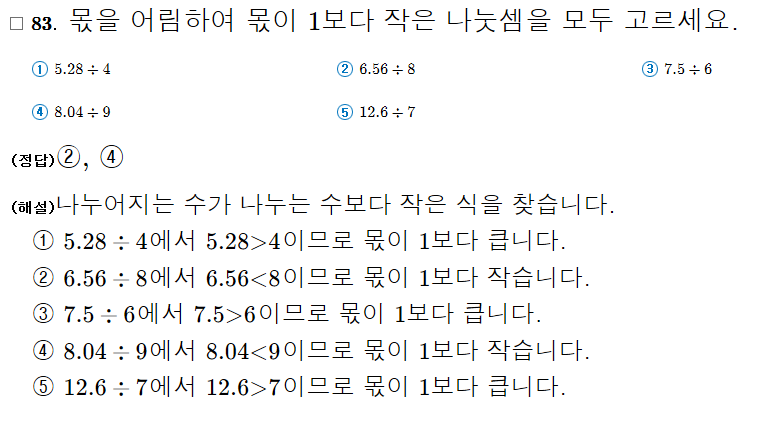 □ 83. 몫을 어림하여 몫이 1보다 작은 나눗셈을 모두 고르세요.
① 5.28÷4 ② 6.56÷8 ③ 7.5÷6
④ 8.04÷9 ⑤ 12.6÷7
(정답)②, ④
(해설)나누어지는 수가 나누는 수보다 작은 식을 찾습니다.
① 5.28÷4에서 5.28>4이므로 몫이 1보다 큽니다.
② 6.56÷8에서 6.56<8이므로 몫이 1보다 작습니다.
③ 7.5÷6에서 7.5>6이므로 몫이 1보다 큽니다.
④ 8.04÷9에서 8.04<9이므로 몫이 1보다 작습니다.
⑤ 12.6÷7에서 12.6>7이므로 몫이 1보다 큽니다.